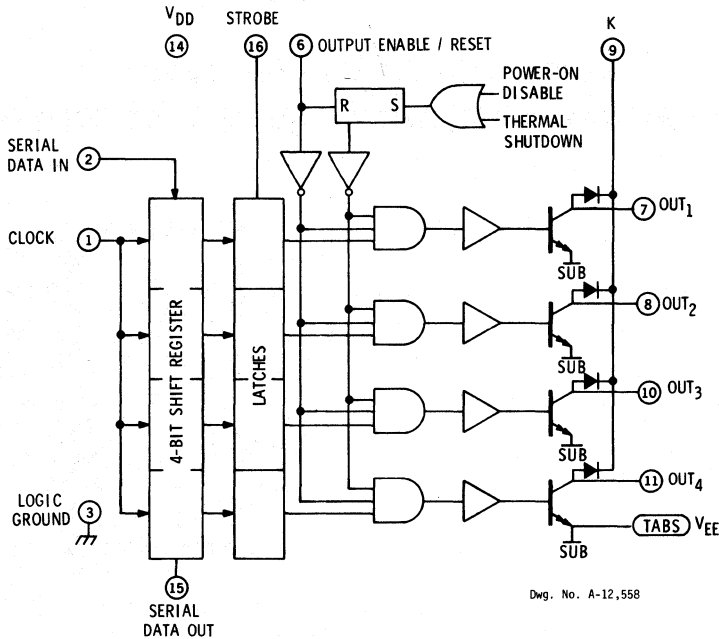 VDD
14
STROBE
16
6 OUTPUT ENABLE / RESET
K
9
POWER-ON
DISABLE
R S
THERMAL
SHUTDOWN
SERIAL
DATA IN
2
CLOCK
1
7 OUT1
SUB
8 OUT2
SUB
4-BIT SHIFT REGISTER
LATCHES
10 OUT3
SUB
11 OUT4
LOGIC
GROUND
3
TABS VEE
SUB
15
SERIAL
DATA OUT
Dwg. No. A-12,558